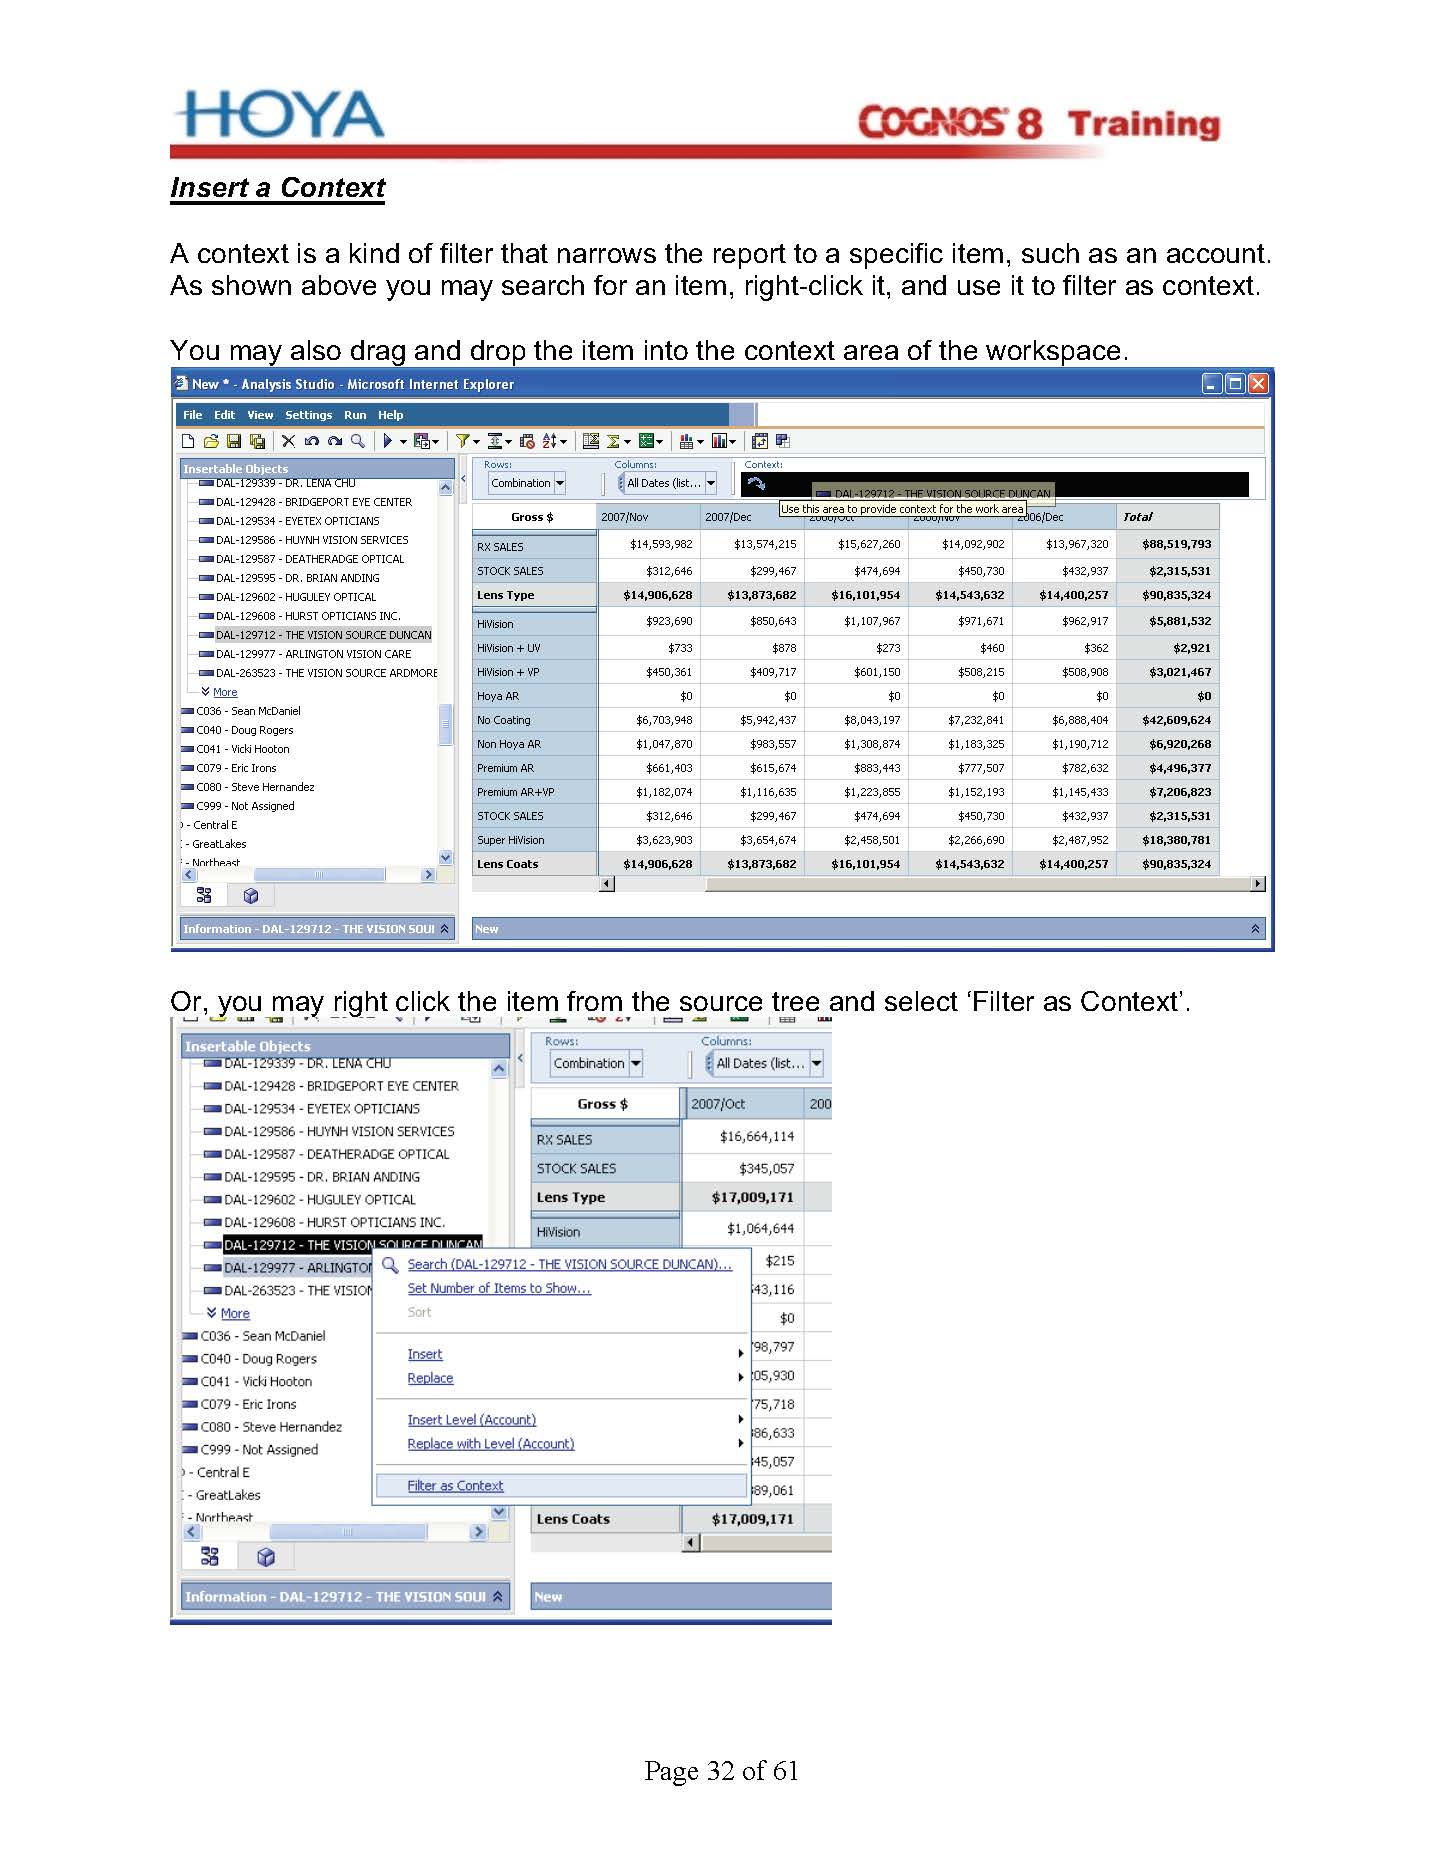 HOYA
COGNOS 8 Training
Insert a Context
A context is a kind of filter that narrows the report to a specific item, such as an account.
As shown above you may search for an item, right-click it, and use it to filter as context.
You may also drag and drop the item into the context area of the workspace.
New * - Analysis Studio - Microsoft Internet Explorer
File Edit View Settings Run Help
Insertable Objects
DAL-129339 - DR. LENA CHU
DAL-129428 - BRIDGEPORT EYE CENTER
DAL-129534 - EYETEX OPTICIANS
DAL-129586 - HUYNH VISION SERVICES
DAL-129587 - DEATHERADGE OPTICAL
DAL-129595 - DR. BRIAN ANDING
DAL-129602 - HUGULEY OPTICAL
DAL-129608 - HURST OPTICIANS INC.
DAL-129712 - THE VISION SOURCE DUNCAN
DAL-129977 - ARLINGTON VISION CARE
DAL-263523 - THE VISION SOURCE ARDMORE
More
C036 - Sean McDaniel
C040 - Doug Rogers
C041 - Vicki Hooton
C079 - Eric Irons
C080 - Steve Hernandez
C999 - Not Assigned
- Central E
- GreatLakes
- Northeast
Information - DAL-129712 - THE VISION SOUI
Rows: Columns: Context:
Combination All Dates (list...
DAL-129712 - THE VISION SOURCE DUNCAN
Use this area to provide context for the work area
Gross $ 2007/Nov 2007/Dec 2006/Oct 2006/Nov 2006/Dec Total
RX SALES $14,593,982 $13,574,215 $15,627,260 $14,092,902 $13,967,320 $88,519,793
STOCK SALES $312,646 $299,467 $474,694 $450,730 $432,937 $2,315,531
Lens Type $14,906,628 $13,873,682 $16,101,954 $14,543,632 $14,400,257 $90,835,324
HiVision $923,690 $850,643 $1,107,967 $971,671 $962,917 $5,881,532
HiVision + UV $733 $878 $273 $460 $362 $2,921
HiVision + VP $450,361 $409,717 $601,150 $508,215 $508,908 $3,021,467
Hoya AR $0 $0 $0 $0 $0 $0
No Coating $6,703,948 $5,942,437 $8,043,197 $7,232,841 $6,888,404 $42,609,624
Non Hoya AR $1,047,870 $983,557 $1,308,874 $1,183,325 $1,190,712 $6,920,268
Premium AR $661,403 $615,674 $883,443 $777,507 $782,632 $4,496,377
Premium AR+VP $1,182,074 $1,116,635 $1,223,855 $1,152,193 $1,145,433 $7,206,823
STOCK SALES $312,646 $299,467 $474,694 $450,730 $432,937 $2,315,531
Super HiVision $3,623,903 $3,654,674 $2,458,501 $2,266,690 $2,487,952 $18,380,781
Lens Coats $14,906,628 $13,873,682 $16,101,954 $14,543,632 $14,400,257 $90,835,324
New
Or, you may right click the item from the source tree and select ‘Filter as Context’.
Insertable Objects
DAL-129339 - DR. LENA CHU
DAL-129428 - BRIDGEPORT EYE CENTER
DAL-129534 - EYETEX OPTICIANS
DAL-129586 - HUYNH VISION SERVICES
DAL-129587 - DEATHERADGE OPTICAL
DAL-129595 - DR. BRIAN ANDING
DAL-129602 - HUGULEY OPTICAL
DAL-129608 - HURST OPTICIANS INC.
DAL-129712 - THE VISION SOURCE DUNCAN
DAL-129977 - ARLINGTON
DAL-263523 - THE VISION
More
C036 - Sean McDaniel
C040 - Doug Rogers
C041 - Vicki Hooton
C079 - Eric Irons
C080 - Steve Hernandez
C999 - Not Assigned
- Central E
- GreatLakes
- Northeast
Information - DAL-129712 - THE VISION SOUI
Search (DAL-129712 - THE VISION SOURCE DUNCAN)...
Set Number of Items to Show...
Sort
Insert
Replace
Insert Level (Account)
Replace with Level (Account)
Filter as Context
Rows: Columns:
Combination All Dates (list...
Gross $ 2007/Oct 200
RX SALES $16,664,114
STOCK SALES $345,057
Lens Type $17,009,171
HiVision $1,064,644
$215
43,116
$0
98,797
05,930
75,718
86,633
45,057
89,061
Lens Coats $17,009,171
New
Page 32 of 61